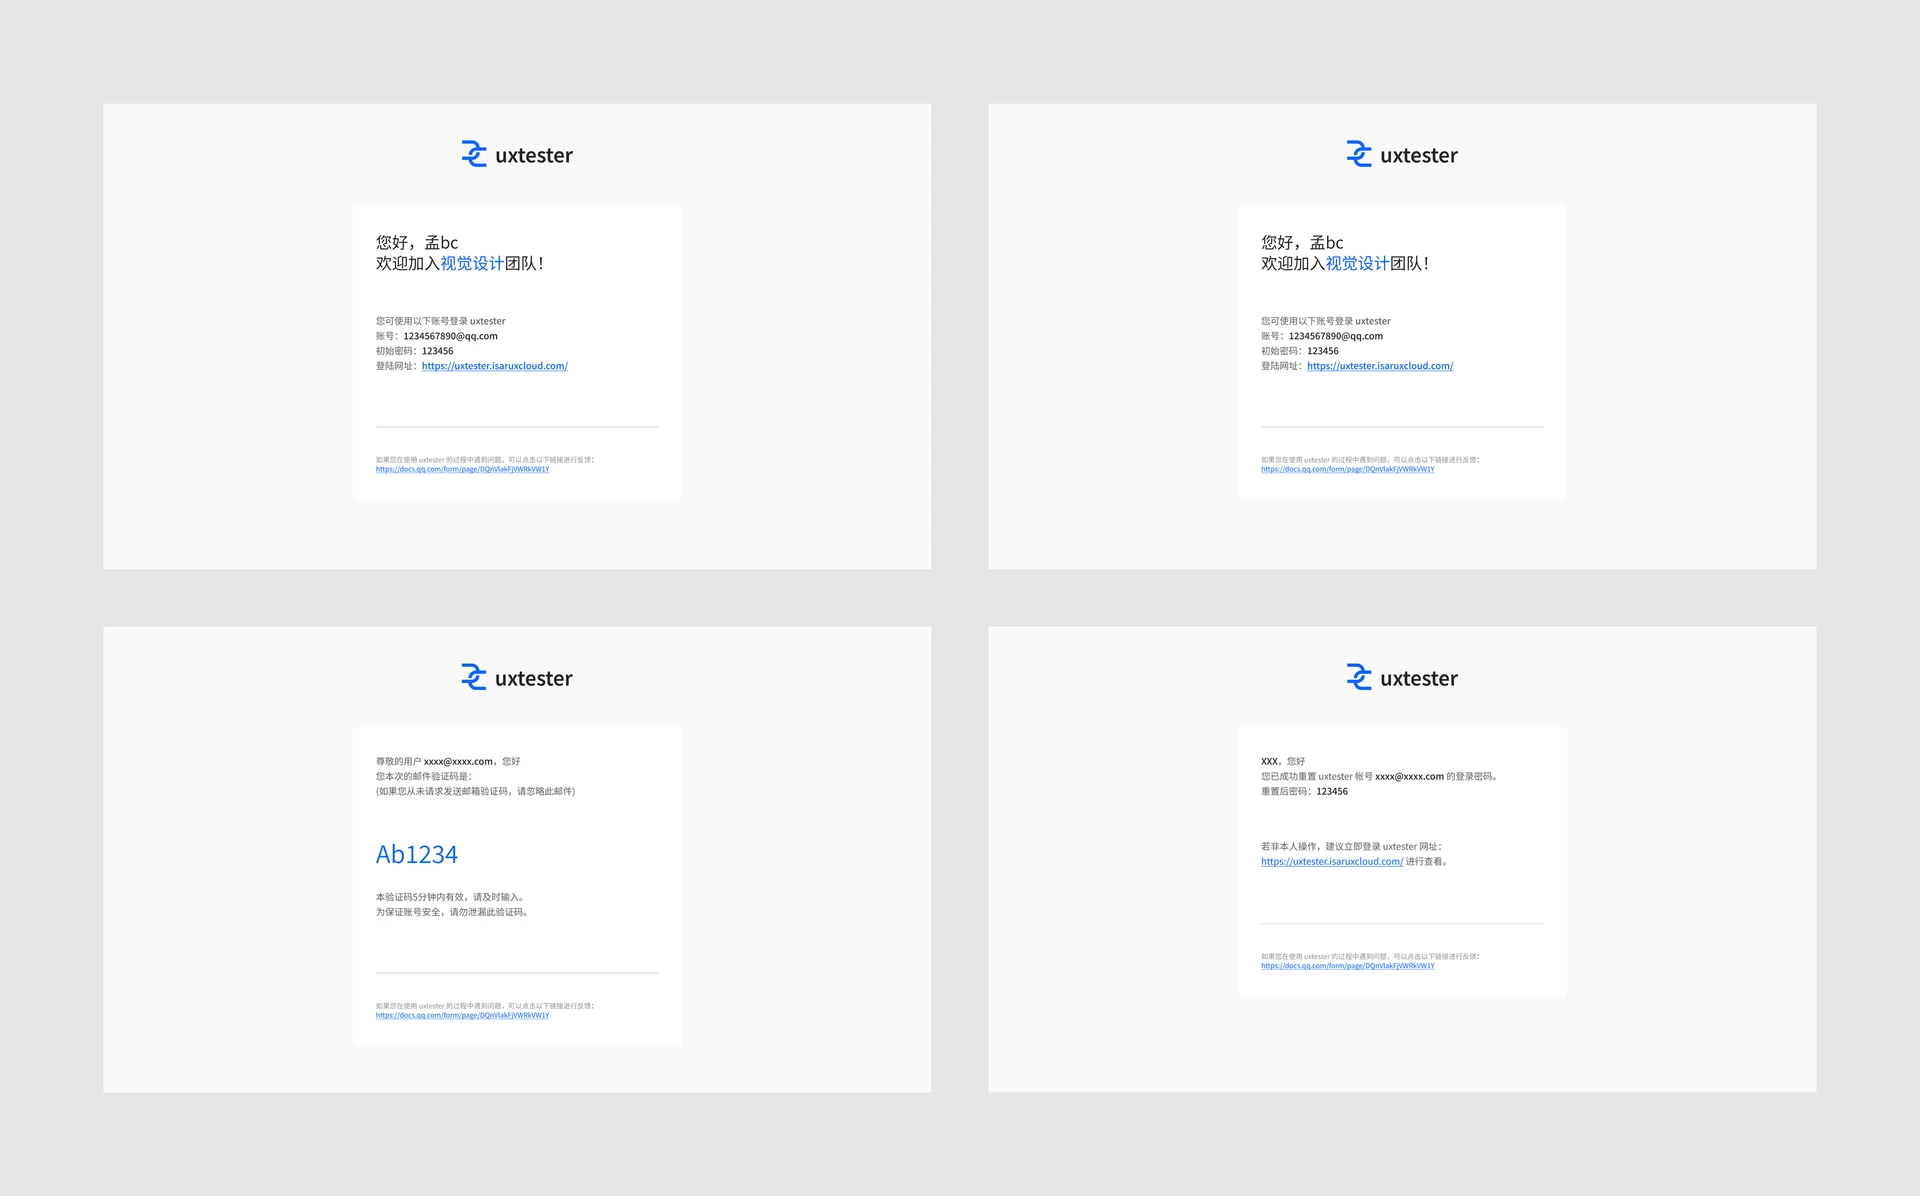 uxtester
您好，孟bc
欢迎加入视觉设计团队！
您可使用以下账号登录 uxtester
账号：1234567890@qq.com
初始密码：123456
登陆网址：https://uxtester.isaruxcloud.com/
如果您在使用 uxtester 的过程中遇到问题，可以点击以下链接进行反馈：
https://docs.qq.com/form/page/DQnVlakFjVWRkVW1Y
uxtester
您好，孟bc
欢迎加入视觉设计团队！
您可使用以下账号登录 uxtester
账号：1234567890@qq.com
初始密码：123456
登陆网址：https://uxtester.isaruxcloud.com/
如果您在使用 uxtester 的过程中遇到问题，可以点击以下链接进行反馈：
https://docs.qq.com/form/page/DQnVlakFjVWRkVW1Y
uxtester
尊敬的用户 xxxx@xxxx.com，您好
您本次的邮件验证码是：
(如果您从未请求发送邮箱验证码，请忽略此邮件)
Ab1234
本验证码5分钟内有效，请及时输入。
为保证账号安全，请勿泄漏此验证码。
如果您在使用 uxtester 的过程中遇到问题，可以点击以下链接进行反馈：
https://docs.qq.com/form/page/DQnVlakFjVWRkVW1Y
uxtester
XXX，您好
您已成功重置 uxtester 帐号 xxxx@xxxx.com 的登录密码。
重置后密码：123456
若非本人操作，建议立即登录 uxtester 网址：
https://uxtester.isaruxcloud.com/ 进行查看。
如果您在使用 uxtester 的过程中遇到问题，可以点击以下链接进行反馈：
https://docs.qq.com/form/page/DQnVlakFjVWRkVW1Y